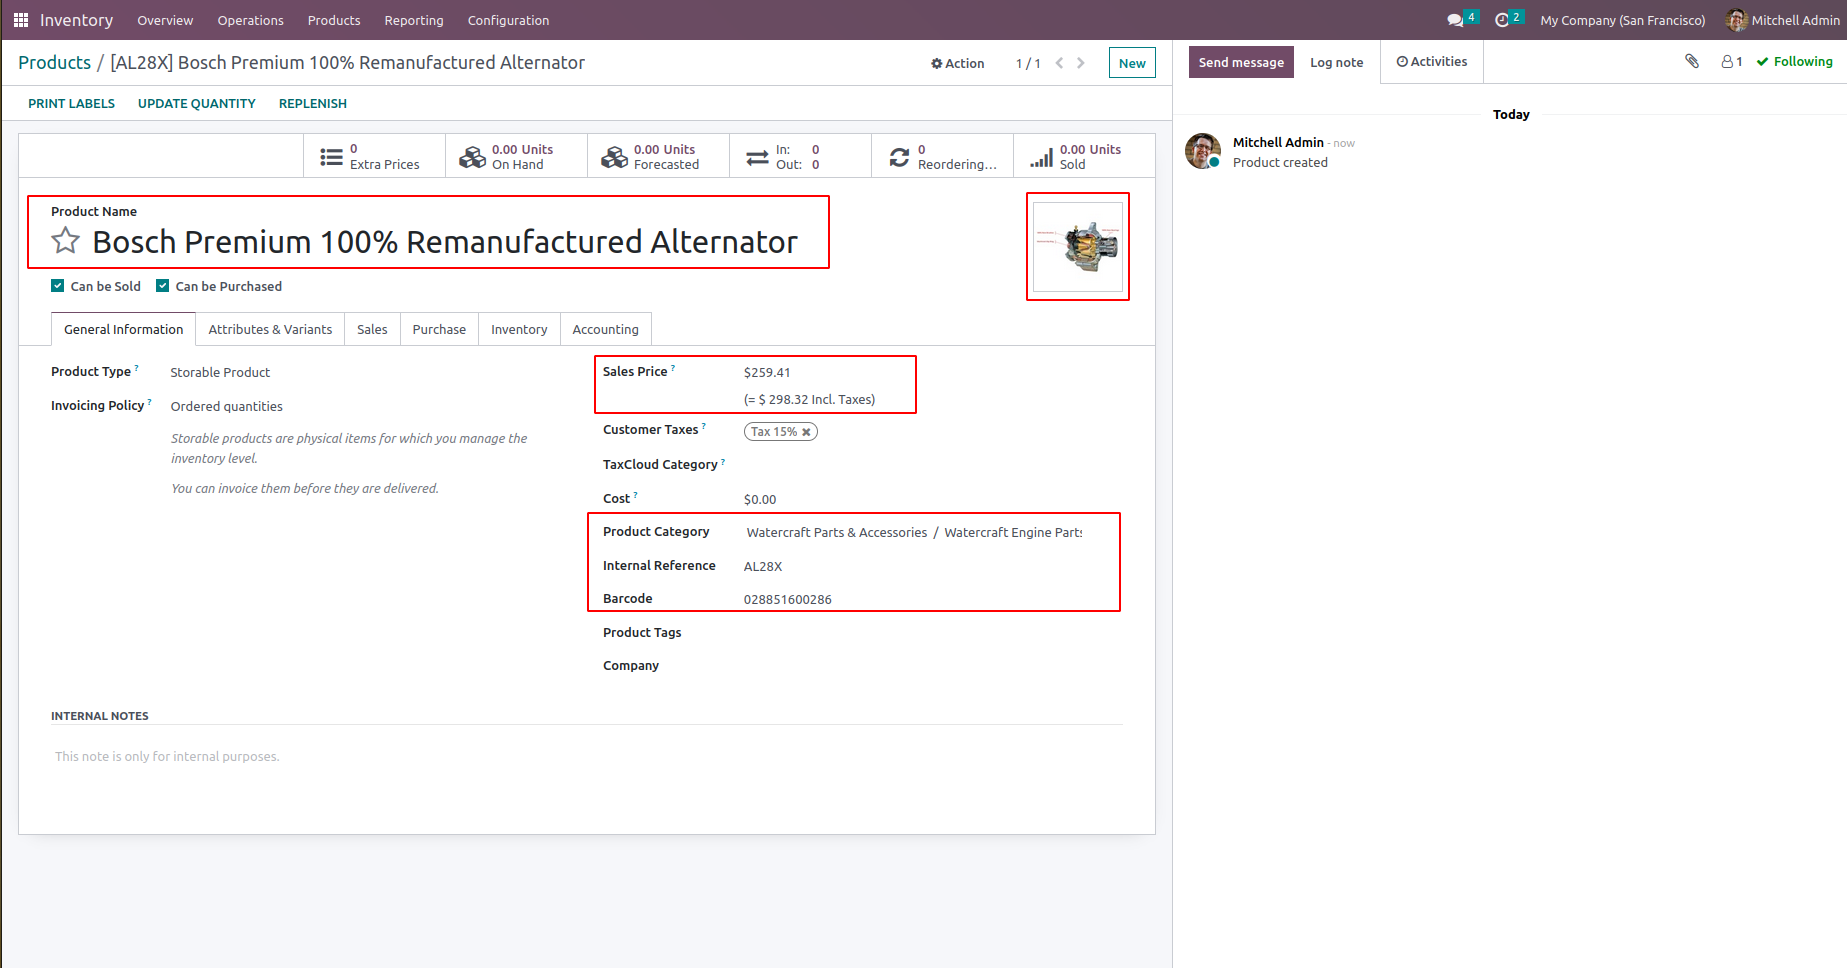 Inventory Overview Operations Products Reporting Configuration 4 2 My Company (San Francisco) Mitchell Admin
Products / [AL28X] Bosch Premium 100% Remanufactured Alternator Action 1 / 1 New
PRINT LABELS UPDATE QUANTITY REPLENISH
0
Extra Prices
0.00 Units
On Hand
0.00 Units
Forecasted
In: 0
Out: 0
0
Reordering...
0.00 Units
Sold
Product Name
Bosch Premium 100% Remanufactured Alternator
Can be Sold Can be Purchased
General Information Attributes & Variants Sales Purchase Inventory Accounting
Product Type ? Storable Product
Invoicing Policy ? Ordered quantities
Storable products are physical items for which you manage the
inventory level.
You can invoice them before they are delivered.
Sales Price ? $259.41
(= $ 298.32 Incl. Taxes)
Customer Taxes ? Tax 15% ✖
TaxCloud Category ?
Cost ? $0.00
Product Category Watercraft Parts & Accessories / Watercraft Engine Parts
Internal Reference AL28X
Barcode 028851600286
Product Tags
Company
INTERNAL NOTES
This note is only for internal purposes.
Send message Log note Activities 1 Following
Today
Mitchell Admin - now
Product created